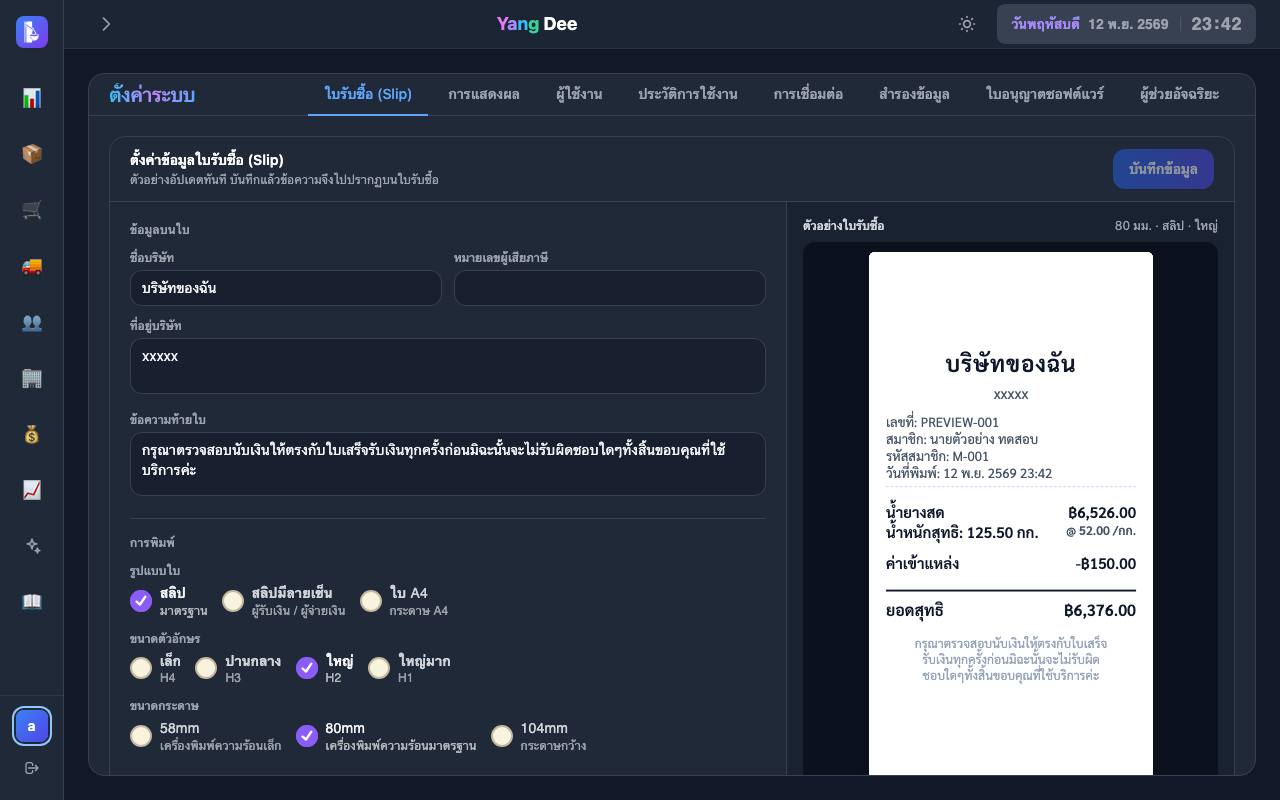 Yang Dee
วันพฤหัสบดี 12 พ.ย. 2569 23:42
ตั้งค่าระบบ
ใบรับซื้อ (Slip)
การแสดงผล
ผู้ใช้งาน
ประวัติการใช้งาน
การเชื่อมต่อ
สำรองข้อมูล
ใบอนุญาตซอฟต์แวร์
ผู้ช่วยอัจฉริยะ
ตั้งค่าข้อมูลใบรับซื้อ (Slip)
ตัวอย่างอัปเดตทันที บันทึกแล้วข้อความจึงไปปรากฏบนใบรับซื้อ
บันทึกข้อมูล
ข้อมูลบนใบ
ชื่อบริษัท
หมายเลขผู้เสียภาษี
บริษัทของฉัน
ที่อยู่บริษัท
xxxxx
ข้อความท้ายใบ
กรุณาตรวจสอบนับเงินให้ตรงกับใบเสร็จรับเงินทุกครั้งก่อนมิฉะนั้นจะไม่รับผิดชอบใดๆทั้งสิ้นขอบคุณที่ใช้
บริการค่ะ
การพิมพ์
รูปแบบใบ
สลิป
มาตรฐาน
สลิปมีลายเซ็น
ผู้รับเงิน / ผู้จ่ายเงิน
ใบ A4
กระดาษ A4
ขนาดตัวอักษร
เล็ก
H4
ปานกลาง
H3
ใหญ่
H2
ใหญ่มาก
H1
ขนาดกระดาษ
58mm
เครื่องพิมพ์ความร้อนเล็ก
80mm
เครื่องพิมพ์ความร้อนมาตรฐาน
104mm
กระดาษกว้าง
a
ตัวอย่างใบรับซื้อ
80 มม. · สลิป · ใหญ่
บริษัทของฉัน
xxxxx
เลขที่: PREVIEW-001
สมาชิก: นายตัวอย่าง ทดสอบ
รหัสสมาชิก: M-001
วันที่พิมพ์: 12 พ.ย. 2569 23:42
น้ำยางสด ฿6,526.00
น้ำหนักสุทธิ: 125.50 กก. @ 52.00 /กก.
ค่าเข้าแหล่ง -฿150.00
ยอดสุทธิ ฿6,376.00
กรุณาตรวจสอบนับเงินให้ตรงกับใบเสร็จ
รับเงินทุกครั้งก่อนมิฉะนั้นจะไม่รับผิด
ชอบใดๆทั้งสิ้นขอบคุณที่ใช้บริการค่ะ